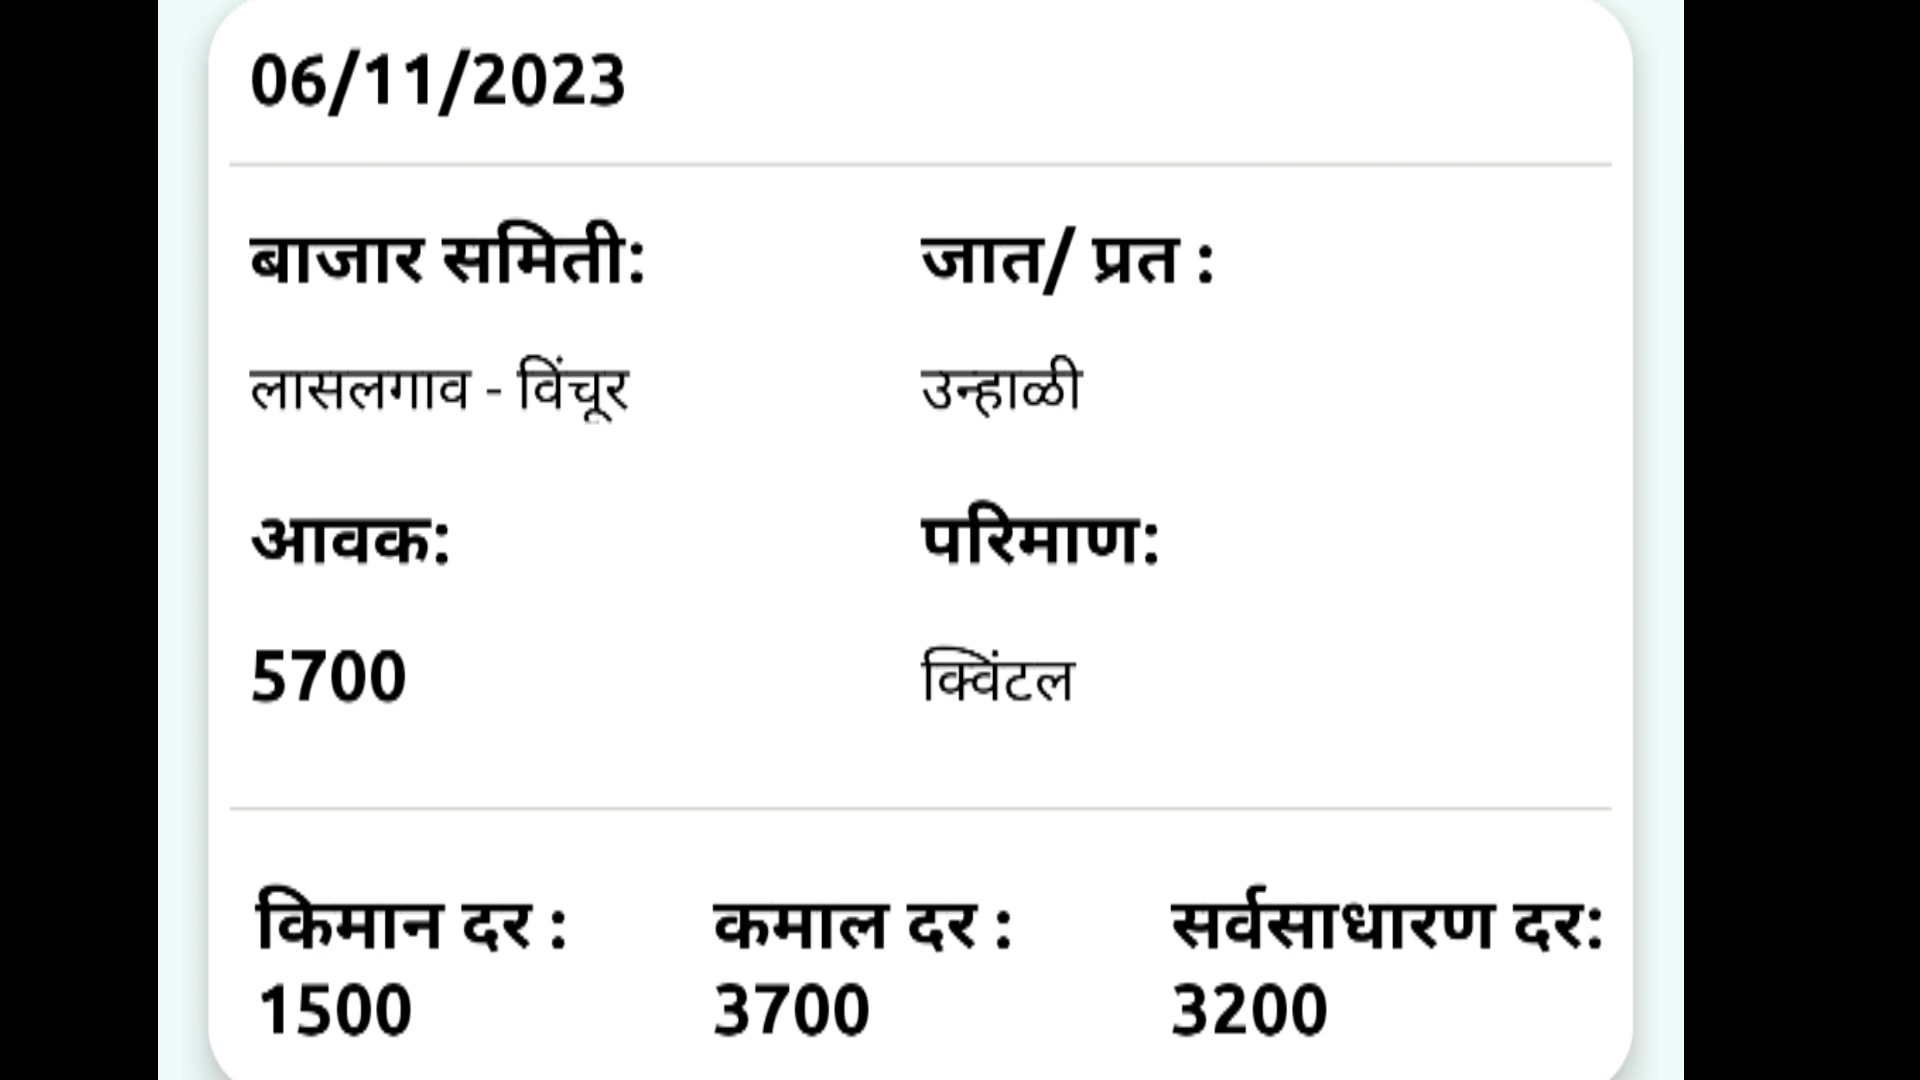 06/11/2023
बाजार समिती: जात/ प्रत :
लासलगाव - विंचूर उन्हाळी
आवक: परिमाण:
5700 क्विंटल
किमान दर : कमाल दर : सर्वसाधारण दर:
1500 3700 3200